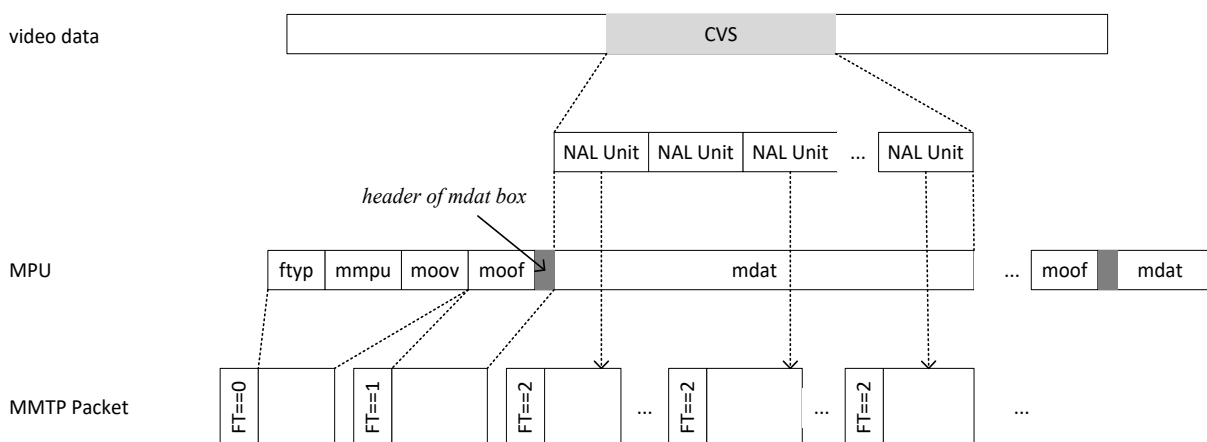 video data
CVS
NAL Unit NAL Unit NAL Unit ... NAL Unit
header of mdat box
MPU
ftyp mmpu moov moof mdat ... moof mdat
MMTP Packet
FT==0 FT==1 FT==2 ... FT==2 ... FT==2 ...